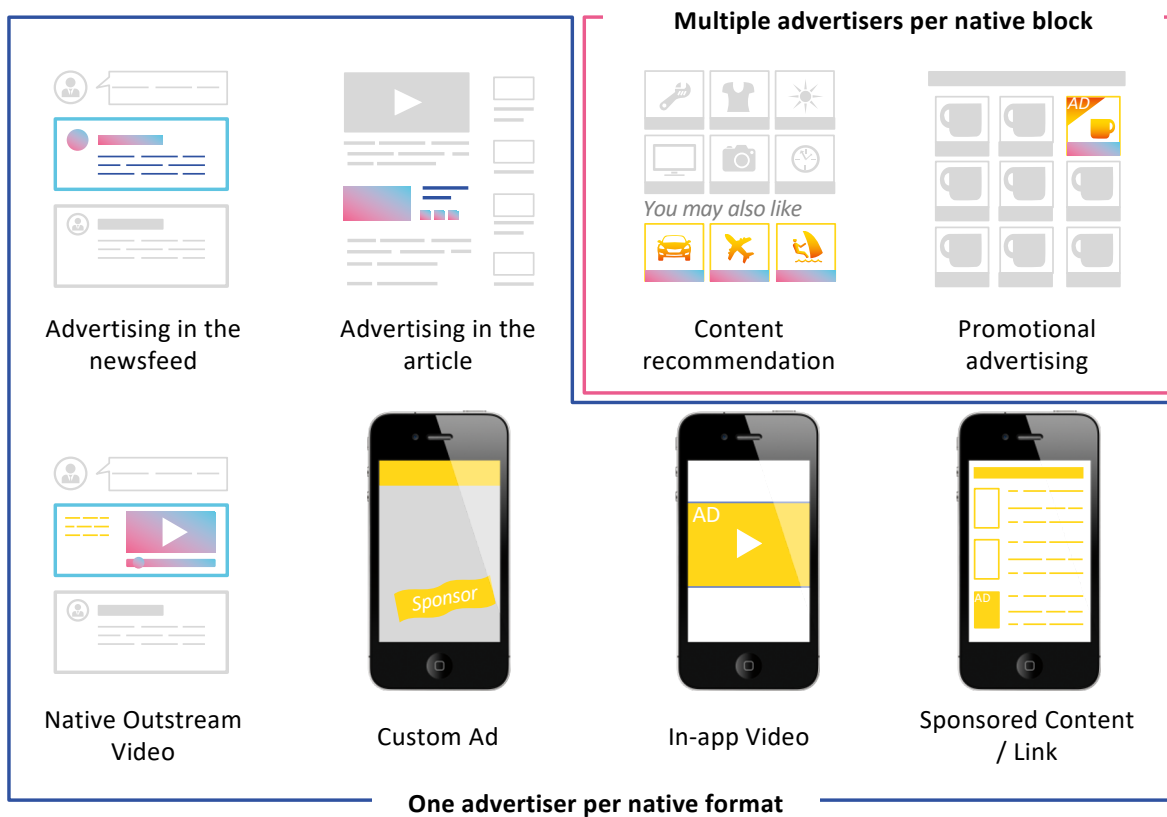 Multiple advertisers per native block
AD
You may also like
Advertising in the
newsfeed
Advertising in the
article
Content
recommendation
Promotional
advertising
Sponsor
AD
AD
Native Outstream
Video
Custom Ad
In-app Video
Sponsored Content
/ Link
One advertiser per native format